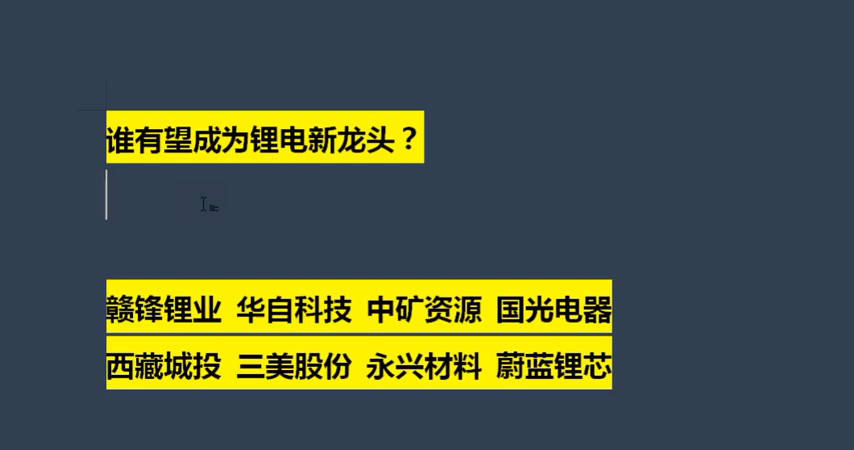 谁有望成为锂电新龙头？
赣锋锂业 华自科技 中矿资源 国光电器
西藏城投 三美股份 永兴材料 蔚蓝锂芯